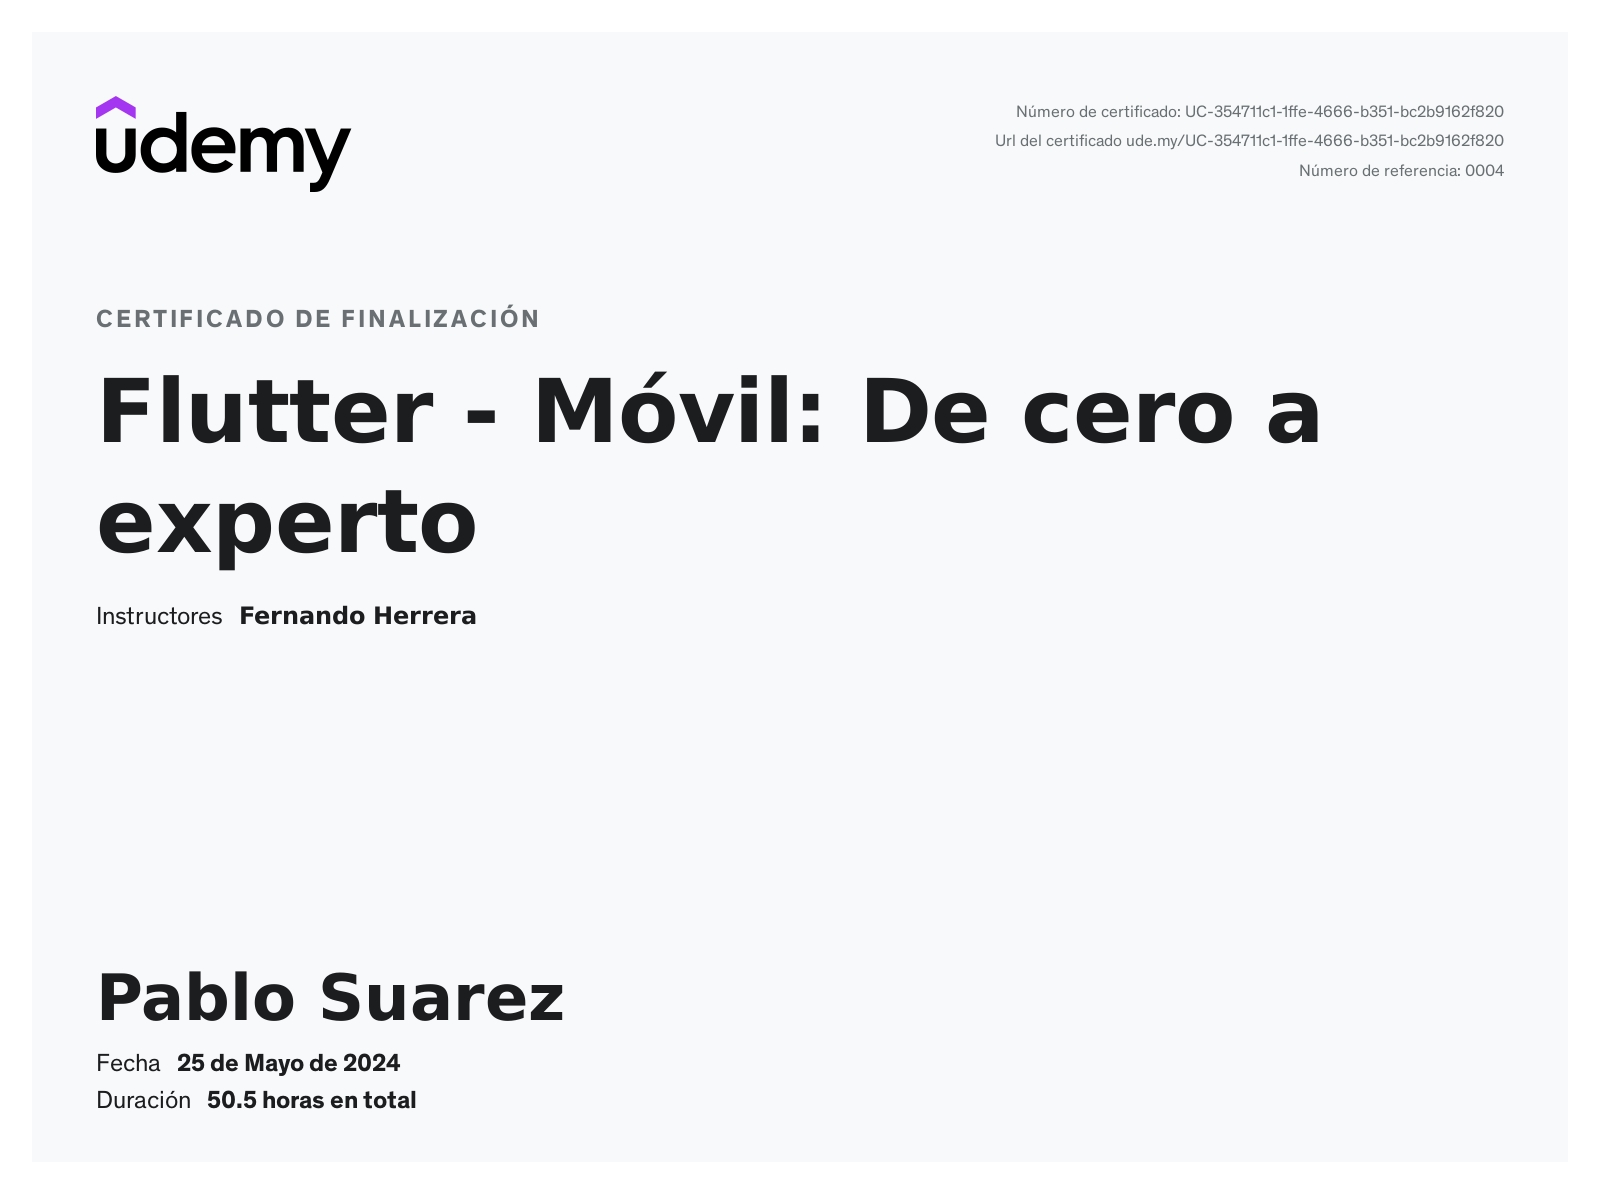 udemy
Número de certificado: UC-354711c1-1ffe-4666-b351-bc2b9162f820
Url del certificado ude.my/UC-354711c1-1ffe-4666-b351-bc2b9162f820
Número de referencia: 0004
CERTIFICADO DE FINALIZACIÓN
Flutter - Móvil: De cero a
experto
Instructores Fernando Herrera
Pablo Suarez
Fecha 25 de Mayo de 2024
Duración 50.5 horas en total